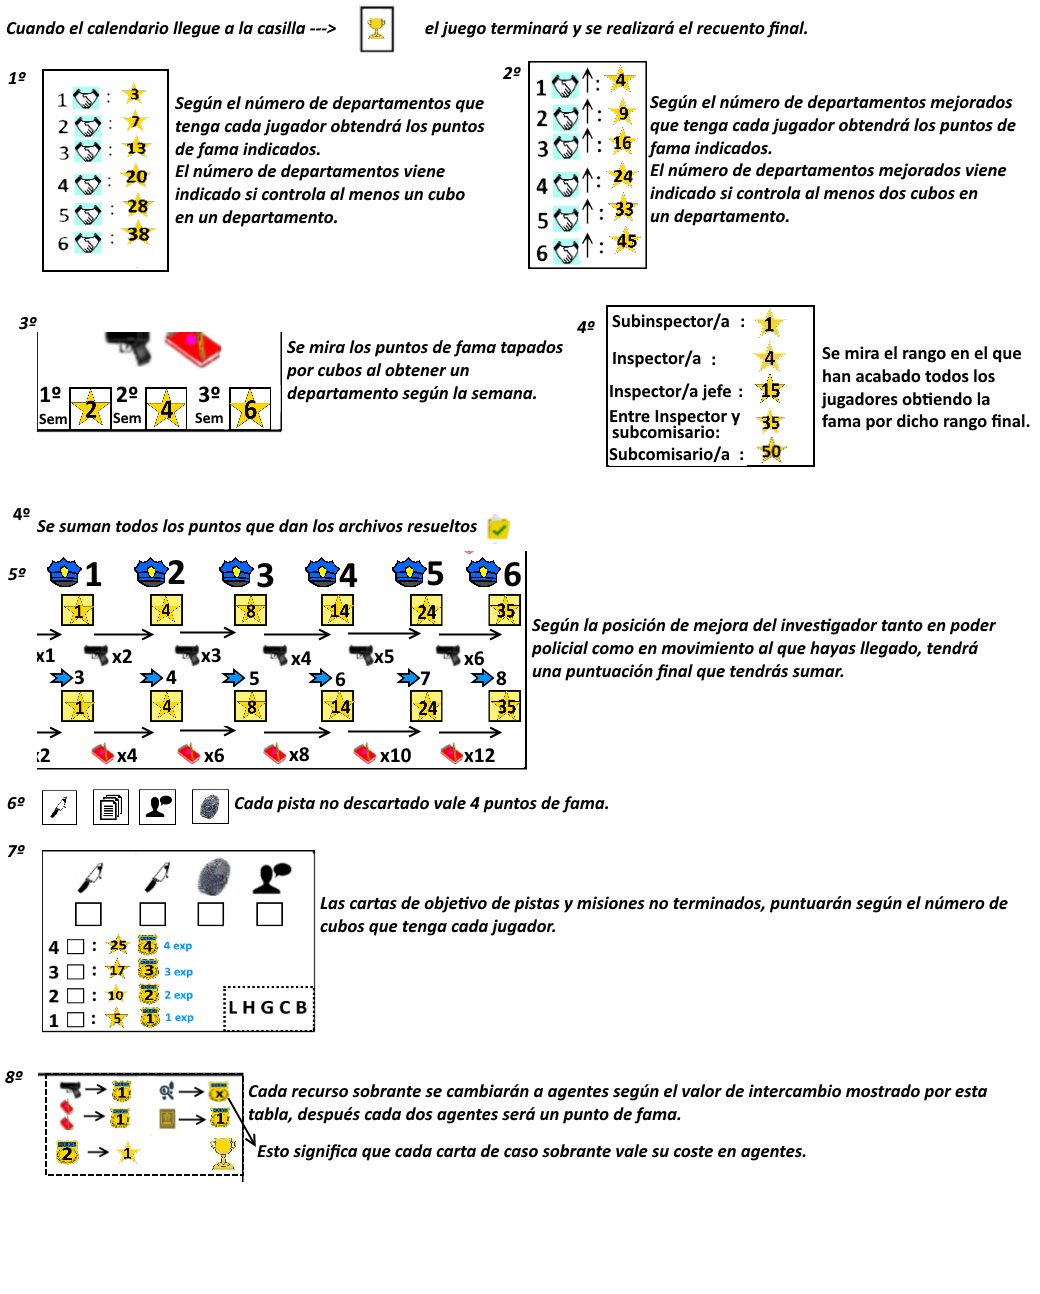 Cuando el calendario llegue a la casilla --->
el juego terminará y se realizará el recuento final.
1º
1 : 3
2 : 7
3 : 13
4 : 20
5 : 28
6 : 38
Según el número de departamentos que
tenga cada jugador obtendrá los puntos
de fama indicados.
El número de departamentos viene
indicado si controla al menos un cubo
en un departamento.
2º
1 : 4
2 : 9
3 : 16
4 : 24
5 : 33
6 : 45
Según el número de departamentos mejorados
que tenga cada jugador obtendrá los puntos de
fama indicados.
El número de departamentos mejorados viene
indicado si controla al menos dos cubos en
un departamento.
3º
1º Sem 2 2º Sem 4 3º Sem 6
Se mira los puntos de fama tapados
por cubos al obtener un
departamento según la semana.
4º
Subinspector/a : 1
Inspector/a : 4
Inspector/a jefe : 15
Entre Inspector y
subcomisario: 35
Subcomisario/a : 50
Se mira el rango en el que
han acabado todos los
jugadores obtiendo la
fama por dicho rango final.
4º
Se suman todos los puntos que dan los archivos resueltos
5º
1 2 3 4 5 6
1 4 8 14 24 35
x1 x2 x3 x4 x5 x6
3 4 5 6 7 8
1 4 8 14 24 35
x2 x4 x6 x8 x10 x12
Según la posición de mejora del investigador tanto en poder
policial como en movimiento al que hayas llegado, tendrá
una puntuación final que tendrás sumar.
6º
Cada pista no descartado vale 4 puntos de fama.
7º
4 : 25 4 4 exp
3 : 17 3 3 exp
2 : 10 2 2 exp
1 : 5 1 1 exp
L H G C B
Las cartas de objetivo de pistas y misiones no terminados, puntuarán según el número de
cubos que tenga cada jugador.
8º
1 x
1 1
2 1
Cada recurso sobrante se cambiarán a agentes según el valor de intercambio mostrado por esta
tabla, después cada dos agentes será un punto de fama.
Esto significa que cada carta de caso sobrante vale su coste en agentes.